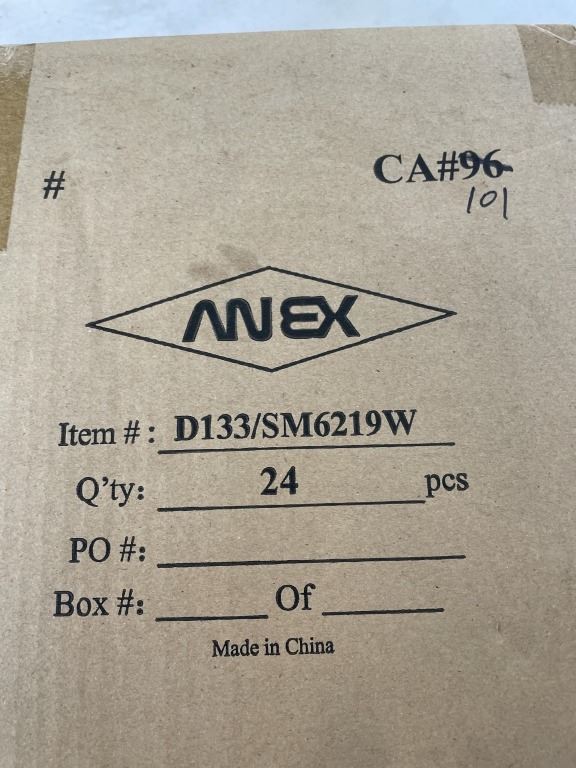 #
CA#96
101
ANEX
Item #: D133/SM6219W
Q'ty: 24 pcs
PO #:
Box #: Of
Made in China